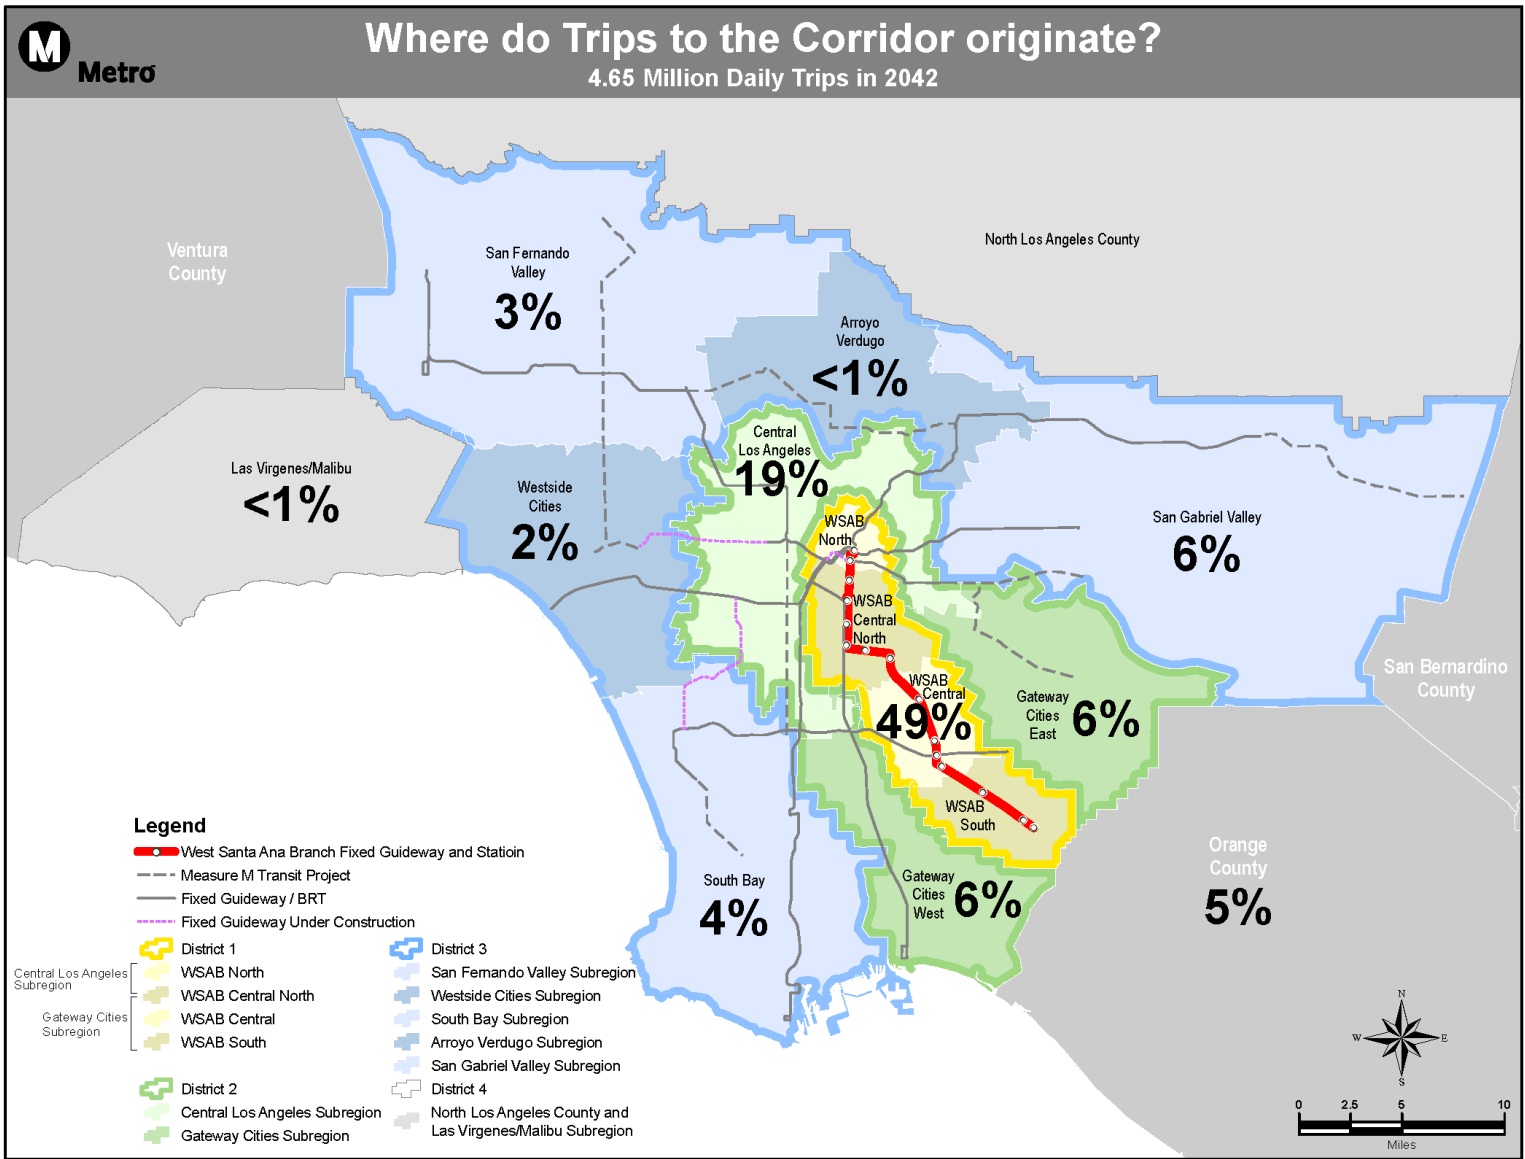 Where do Trips to the Corridor originate?
4.65 Million Daily Trips in 2042
M
Metro
Ventura
County
San Fernando
Valley
3%
North Los Angeles County
Arroyo
Verdugo
<1%
Las Virgenes/Malibu
<1%
Westside
Cities
2%
Central
Los Angeles
19%
WSAB
North
San Gabriel Valley
6%
WSAB
Central
North
WSAB
Central
49%
Gateway
Cities
East
6%
San Bernardino
County
WSAB
South
South Bay
4%
Gateway
Cities
West
6%
Orange
County
5%
Legend
West Santa Ana Branch Fixed Guideway and Statioin
Measure M Transit Project
Fixed Guideway / BRT
Fixed Guideway Under Construction
District 1
Central Los Angeles
Subregion
WSAB North
WSAB Central North
Gateway Cities
Subregion
WSAB Central
WSAB South
District 2
Central Los Angeles Subregion
Gateway Cities Subregion
District 3
San Fernando Valley Subregion
Westside Cities Subregion
South Bay Subregion
Arroyo Verdugo Subregion
San Gabriel Valley Subregion
District 4
North Los Angeles County and
Las Virgenes/Malibu Subregion
N
W
E
S
0 2.5 5 10
Miles